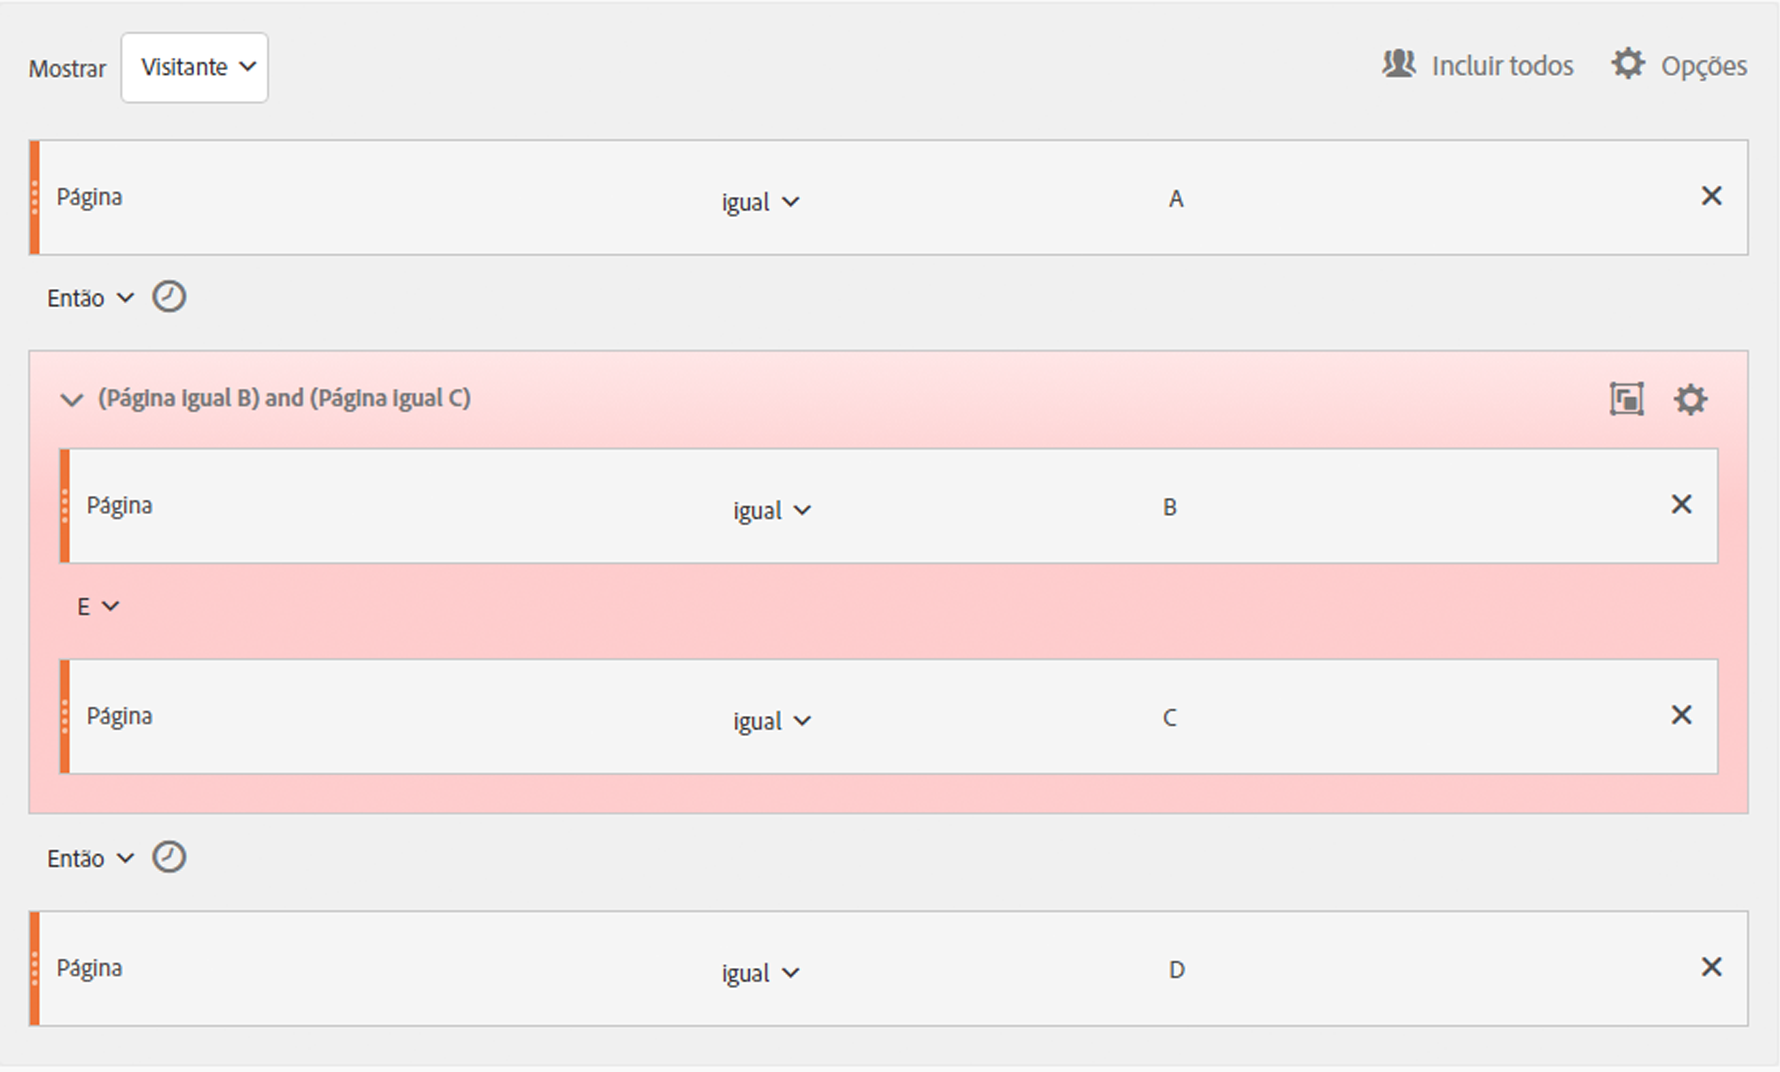 Mostrar Visitante Incluir todos Opções
Página igual A
Então
(Página Igual B) and (Página Igual C)
Página igual B
E
Página igual C
Então
Página igual D